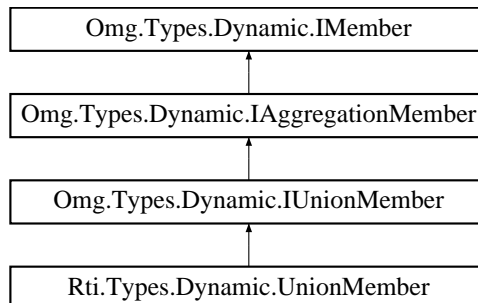 Omg.Types.Dynamic.IMember
Omg.Types.Dynamic.IAggregationMember
Omg.Types.Dynamic.IUnionMember
Rti.Types.Dynamic.UnionMember